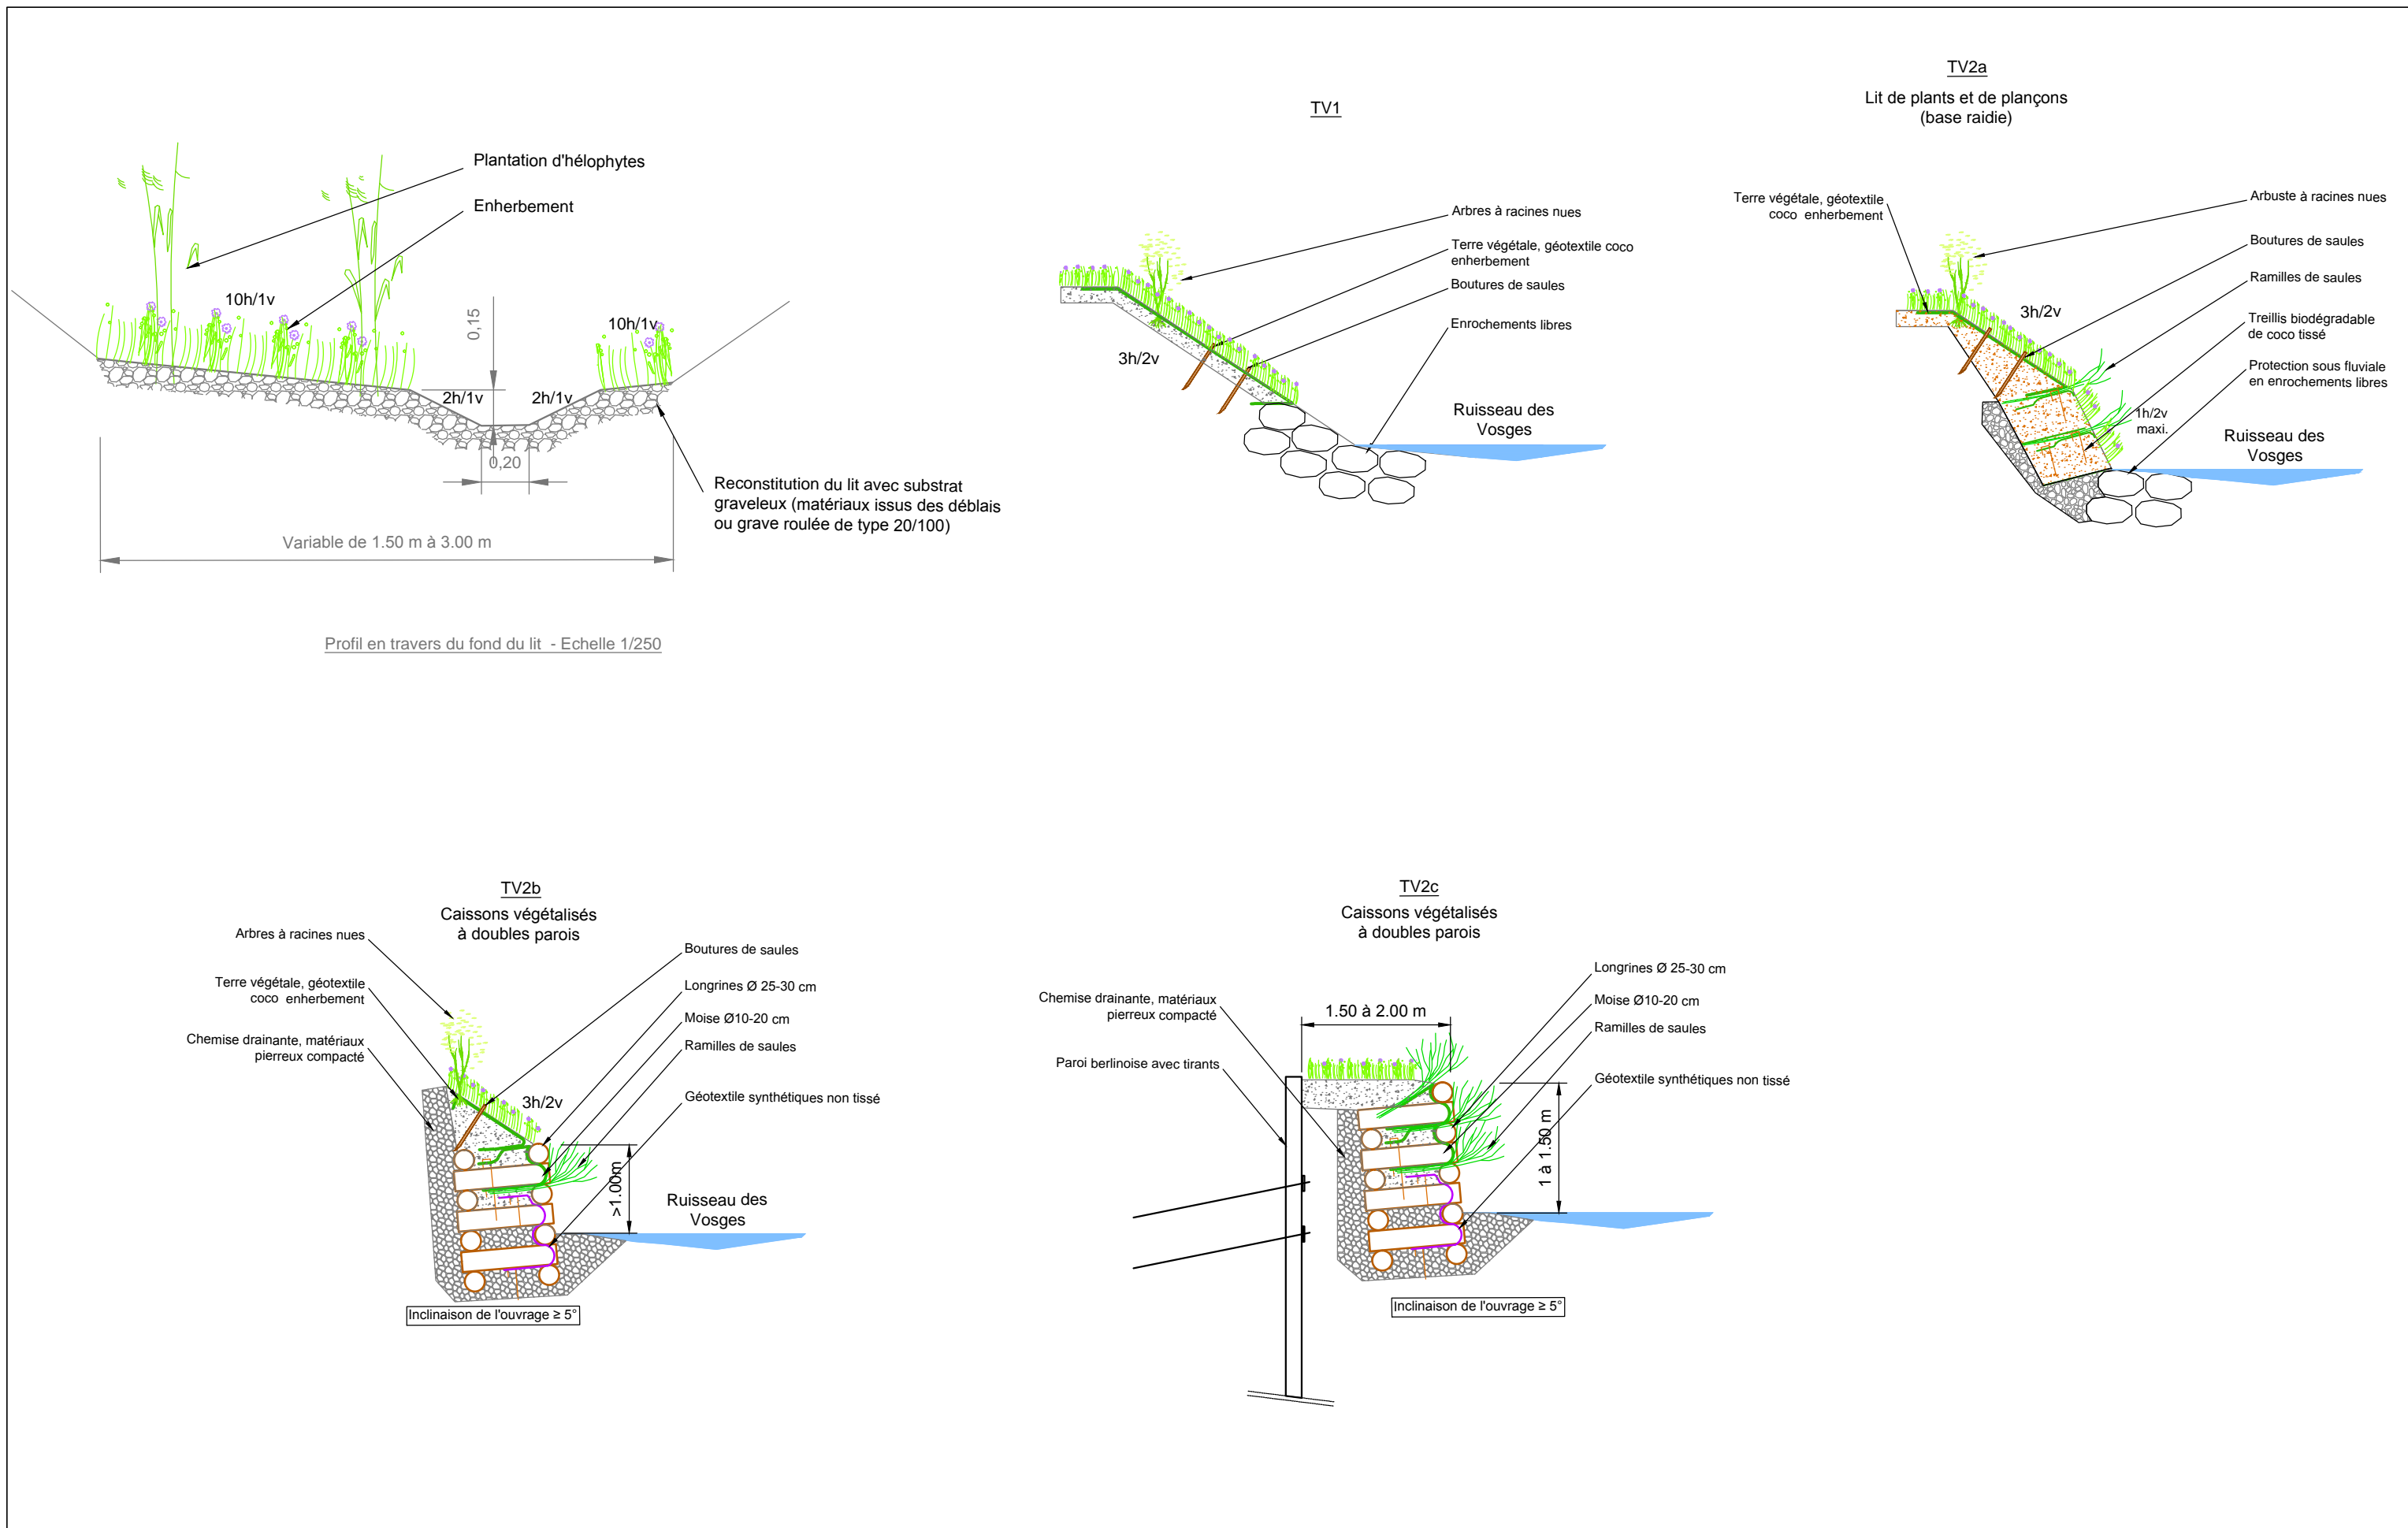 Plantation d'hélophytes
Enherbement
10h/1v
10h/1v
0,15
2h/1v
2h/1v
0,20
Reconstitution du lit avec substrat
graveleux (matériaux issus des déblais
ou grave roulée de type 20/100)
Variable de 1.50 m à 3.00 m
Profil en travers du fond du lit - Echelle 1/250
TV1
Arbres à racines nues
Terre végétale, géotextile coco
enherbement
Boutures de saules
Enrochements libres
3h/2v
Ruisseau des
Vosges
TV2a
Lit de plants et de plançons
(base raidie)
Terre végétale, géotextile
coco enherbement
Arbuste à racines nues
Boutures de saules
Ramilles de saules
3h/2v
Treillis biodégradable
de coco tissé
Protection sous fluviale
en enrochements libres
1h/2v
maxi.
Ruisseau des
Vosges
TV2b
Caissons végétalisés
à doubles parois
Arbres à racines nues
Terre végétale, géotextile
coco enherbement
Chemise drainante, matériaux
pierreux compacté
Boutures de saules
Longrines Ø 25-30 cm
Moise Ø10-20 cm
Ramilles de saules
Géotextile synthétiques non tissé
3h/2v
>1.00m
Ruisseau des
Vosges
Inclinaison de l'ouvrage ≥ 5°
TV2c
Caissons végétalisés
à doubles parois
Chemise drainante, matériaux
pierreux compacté
Paroi berlinoise avec tirants
1.50 à 2.00 m
Longrines Ø 25-30 cm
Moise Ø10-20 cm
Ramilles de saules
Géotextile synthétiques non tissé
1 à 1.50 m
Inclinaison de l'ouvrage ≥ 5°